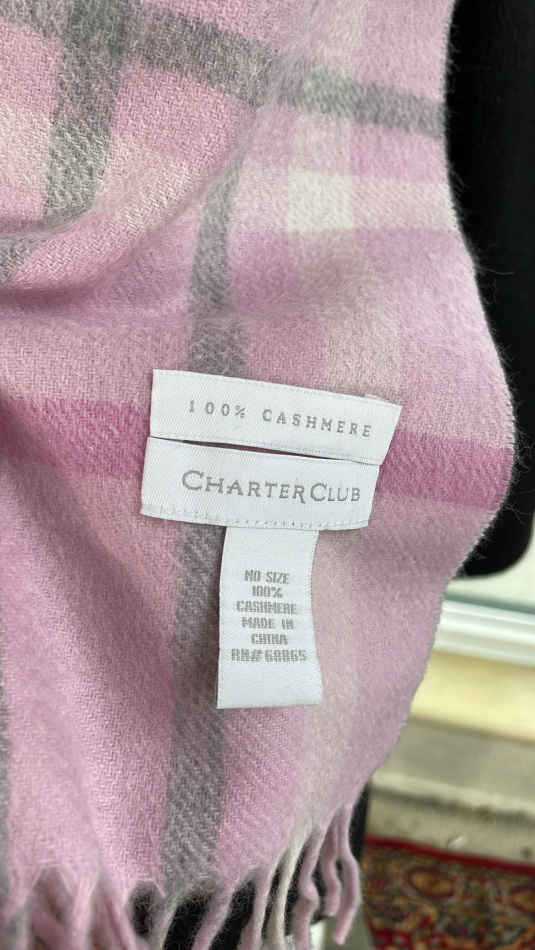 100% CASHMERE
CHARTER CLUB
NO SIZE
100%
CASHMERE
MADE IN
CHINA
RN# 68865